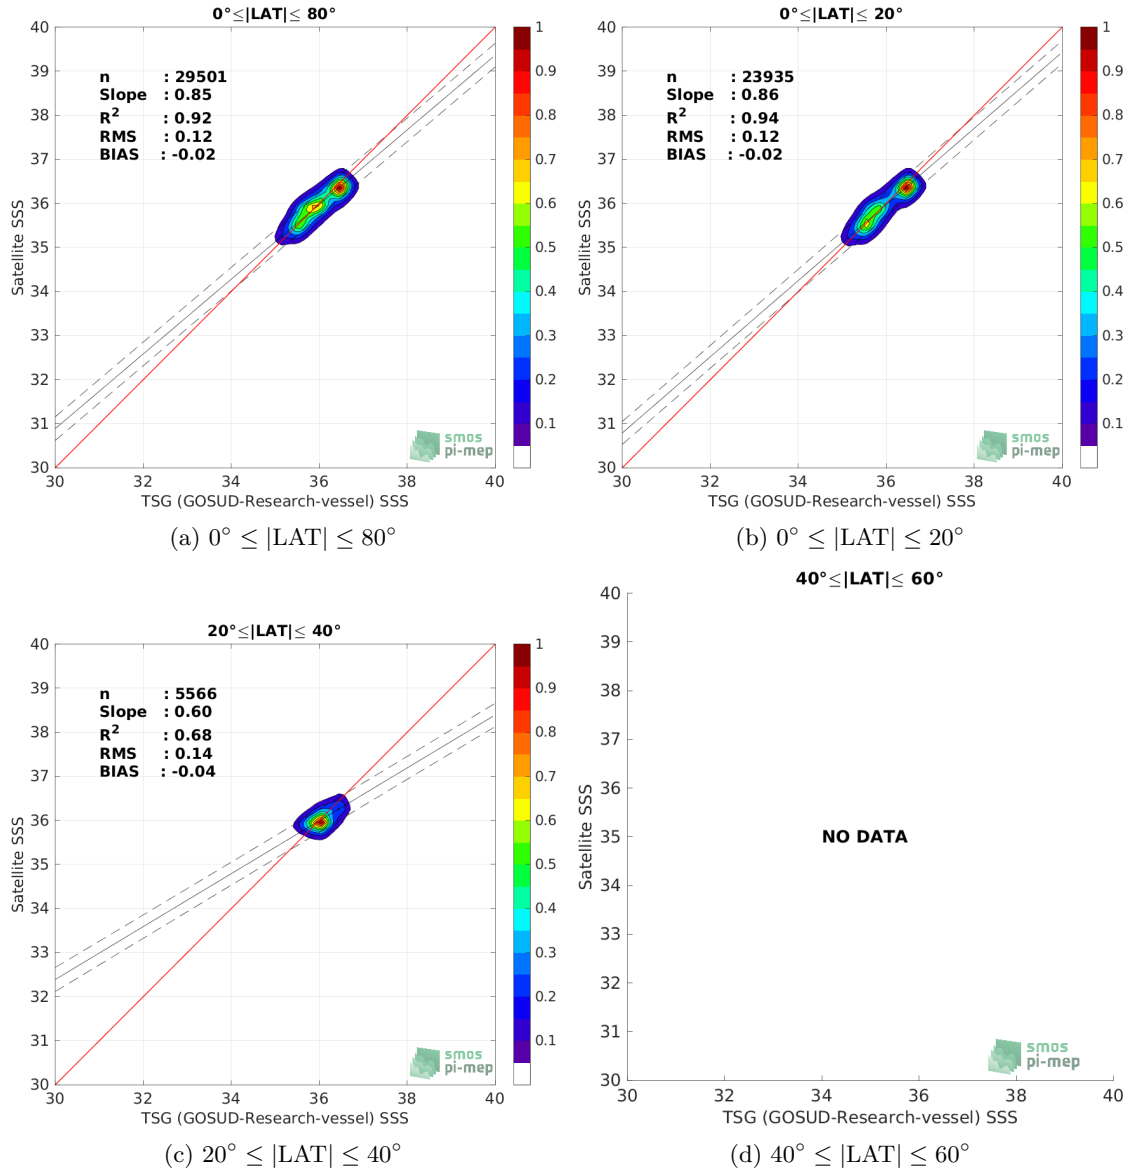 0°≤|LAT|≤ 80°
40
39
38
37
36
35
34
33
32
31
30
n : 29501
Slope : 0.85
R² : 0.92
RMS : 0.12
BIAS : -0.02
Satellite SSS
30 32 34 36 38 40
TSG (GOSUD-Research-vessel) SSS
smos
pi-mep
1
0.9
0.8
0.7
0.6
0.5
0.4
0.3
0.2
0.1
(a) 0° ≤ |LAT| ≤ 80°
0°≤|LAT|≤ 20°
40
39
38
37
36
35
34
33
32
31
30
n : 23935
Slope : 0.86
R² : 0.94
RMS : 0.12
BIAS : -0.02
Satellite SSS
30 32 34 36 38 40
TSG (GOSUD-Research-vessel) SSS
smos
pi-mep
1
0.9
0.8
0.7
0.6
0.5
0.4
0.3
0.2
0.1
(b) 0° ≤ |LAT| ≤ 20°
20°≤|LAT|≤ 40°
40
39
38
37
36
35
34
33
32
31
30
n : 5566
Slope : 0.60
R² : 0.68
RMS : 0.14
BIAS : -0.04
Satellite SSS
30 32 34 36 38 40
TSG (GOSUD-Research-vessel) SSS
smos
pi-mep
1
0.9
0.8
0.7
0.6
0.5
0.4
0.3
0.2
0.1
(c) 20° ≤ |LAT| ≤ 40°
40°≤|LAT|≤ 60°
40
39
38
37
36
35
34
33
32
31
30
NO DATA
Satellite SSS
30 32 34 36 38 40
TSG (GOSUD-Research-vessel) SSS
smos
pi-mep
(d) 40° ≤ |LAT| ≤ 60°